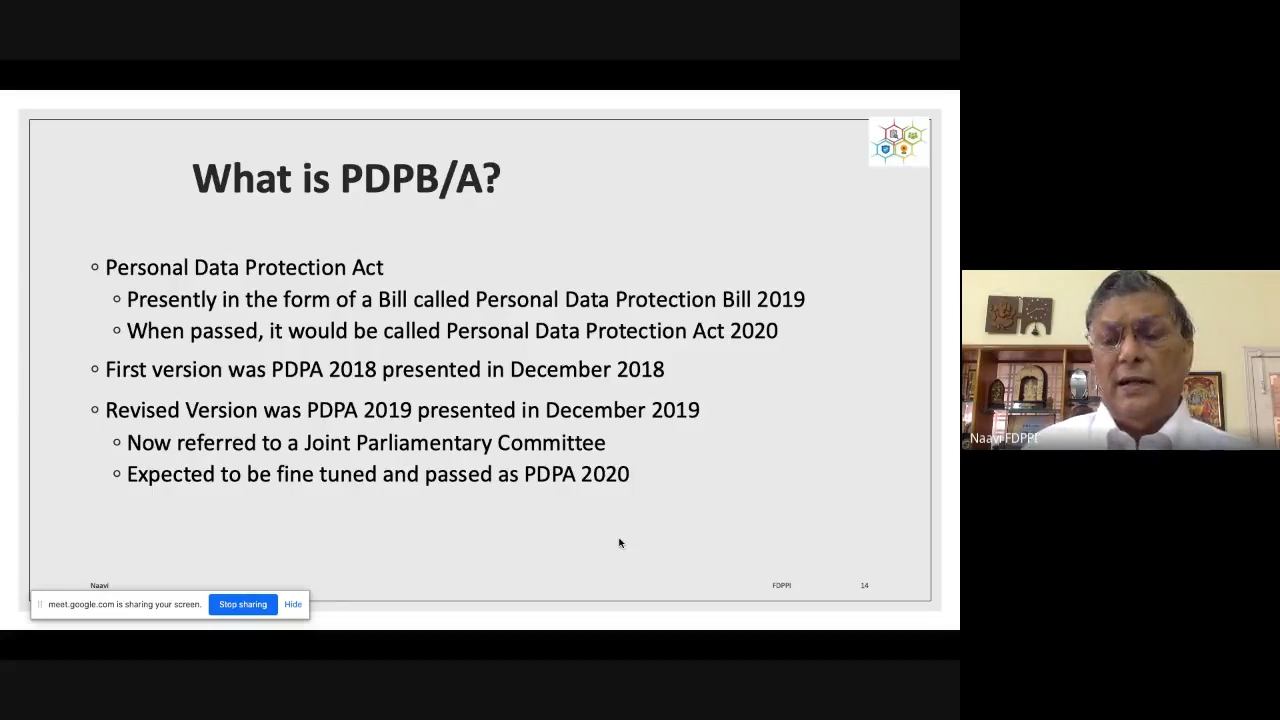 What is PDPB/A?
Personal Data Protection Act
Presently in the form of a Bill called Personal Data Protection Bill 2019
When passed, it would be called Personal Data Protection Act 2020
First version was PDPA 2018 presented in December 2018
Revised Version was PDPA 2019 presented in December 2019
Now referred to a Joint Parliamentary Committee
Expected to be fine tuned and passed as PDPA 2020
Naavi FDPPI 14
meet.google.com is sharing your screen. Stop sharing Hide
Naavi FDPPI